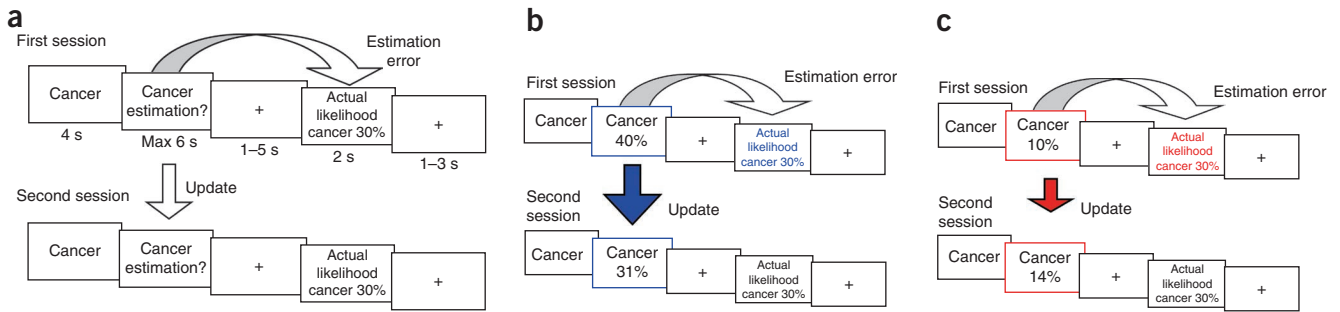 a
First session
Estimation
error
Cancer
Cancer
estimation?
+
Actual
likelihood
cancer 30%
+
4 s
Max 6 s
1–5 s
2 s
1–3 s
Update
Second session
Cancer
Cancer
estimation?
+
Actual
likelihood
cancer 30%
+
b
First session
Estimation error
Cancer
Cancer
40%
+
Actual
likelihood
cancer 30%
+
Second
session
Update
Cancer
Cancer
31%
+
Actual
likelihood
cancer 30%
+
c
First session
Estimation error
Cancer
Cancer
10%
+
Actual
likelihood
cancer 30%
+
Second
session
Update
Cancer
Cancer
14%
+
Actual
likelihood
cancer 30%
+